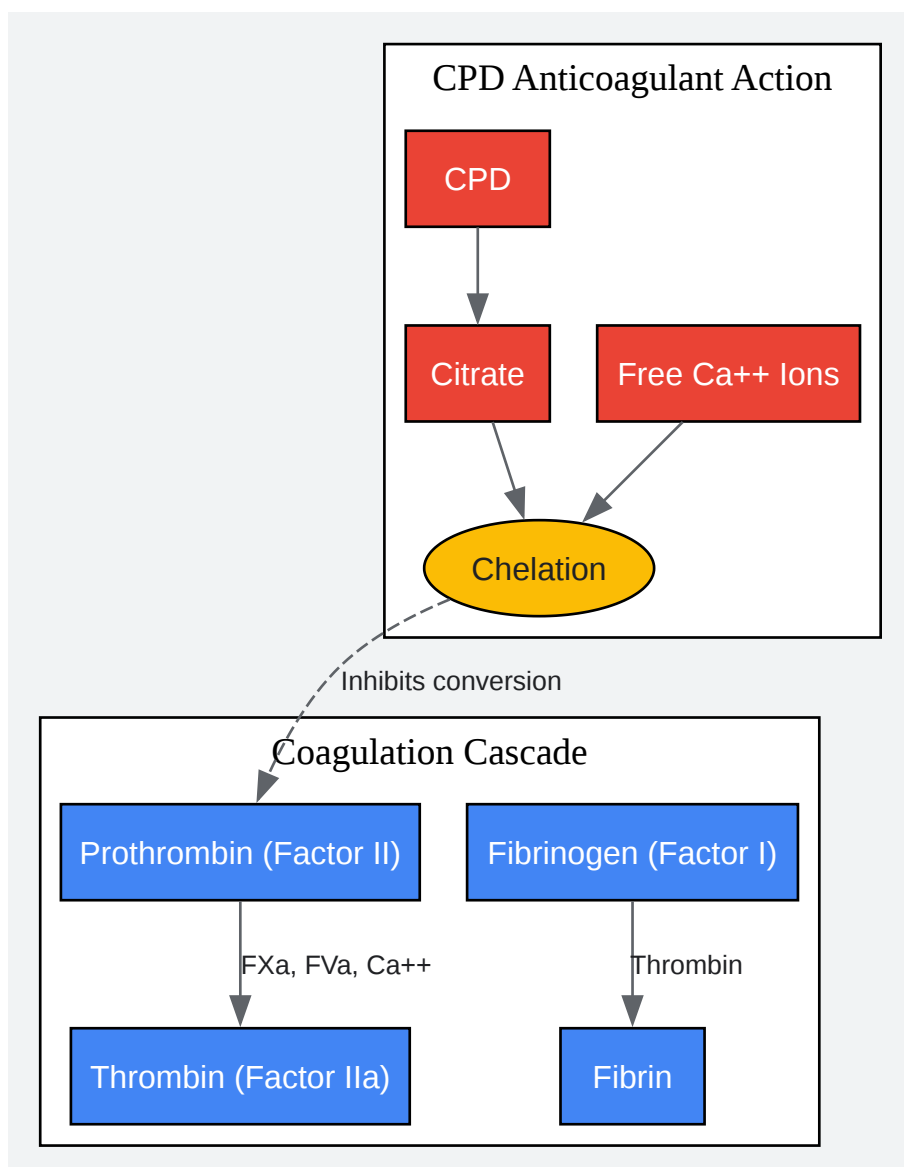 CPD Anticoagulant Action
CPD
Citrate
Free Ca++ Ions
Chelation
Inhibits conversion
Coagulation Cascade
Prothrombin (Factor II)
Fibrinogen (Factor I)
FXa, FVa, Ca++
Thrombin
Thrombin (Factor IIa)
Fibrin